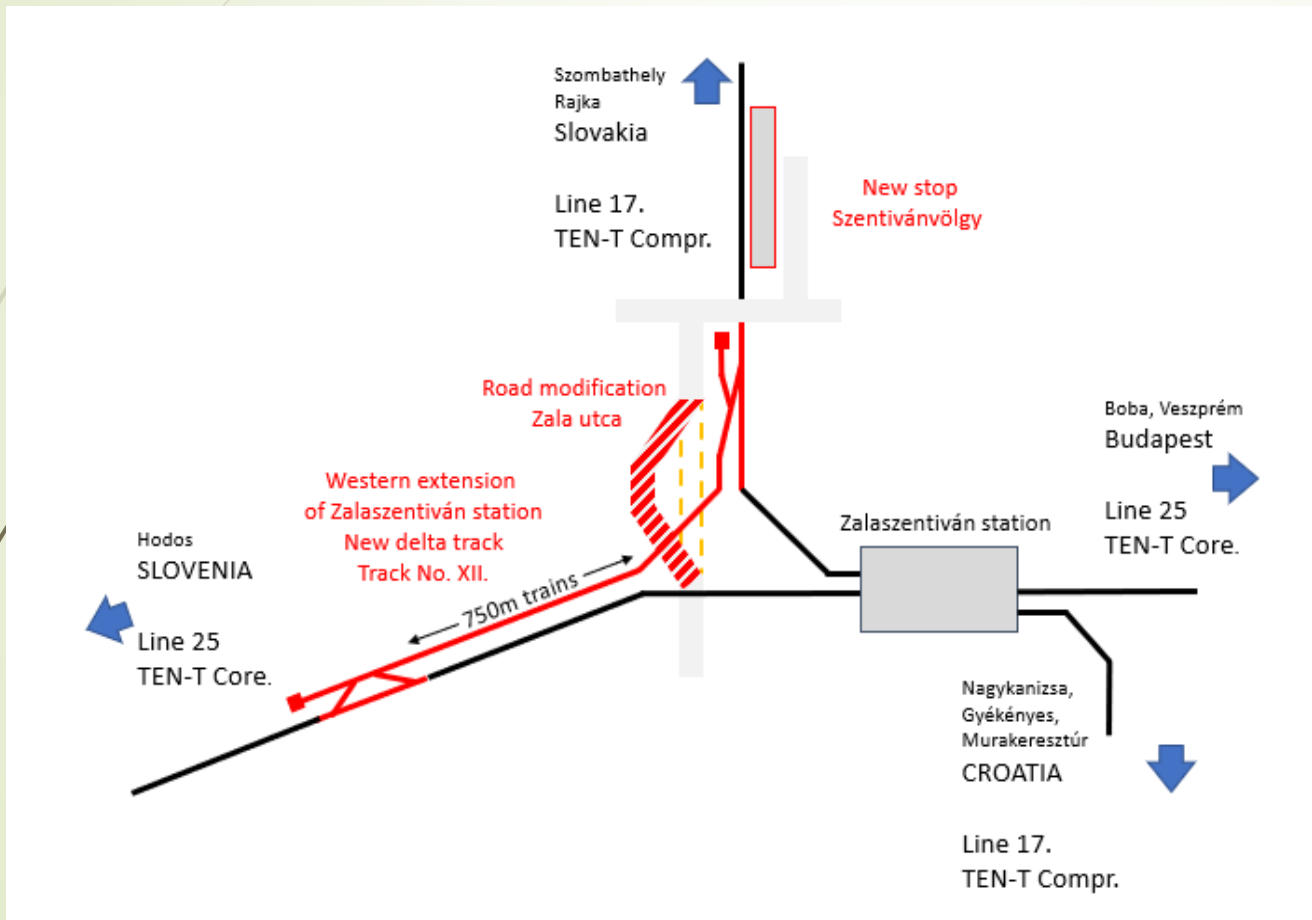 Szombathely
Rajka
Slovakia
Line 17.
TEN-T Compr.
New stop
Szentivánvölgy
Road modification
Zala utca
Boba, Veszprém
Budapest
Line 25
TEN-T Core.
Western extension
of Zalaszentiván station
New delta track
Track No. XII.
Zalaszentiván station
Hodos
SLOVENIA
Line 25
TEN-T Core.
750m trains
Nagykanizsa,
Gyékényes,
Murakeresztúr
CROATIA
Line 17.
TEN-T Compr.